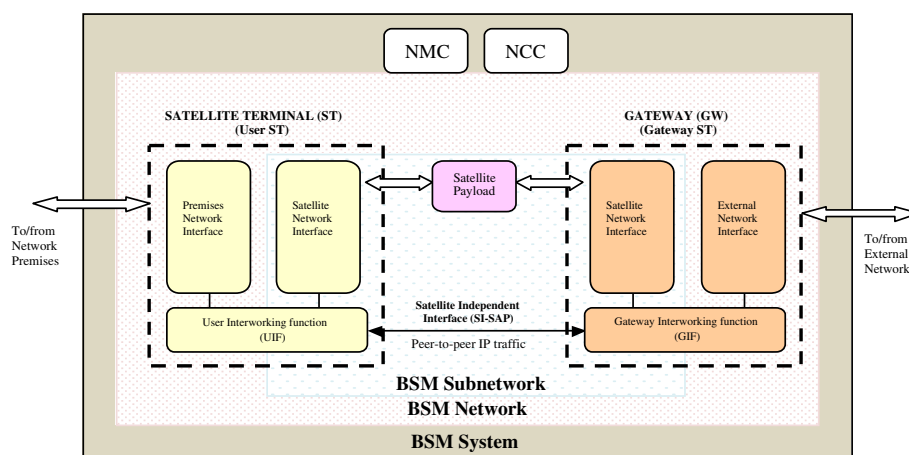 NMC
NCC
SATELLITE TERMINAL (ST)
(User ST)
GATEWAY (GW)
(Gateway ST)
Premises
Network
Interface
Satellite
Network
Interface
Satellite
Payload
Satellite
Network
Interface
External
Network
Interface
To/from
Network
Premises
To/from
External
Network
User Interworking function
(UIF)
Satellite Independent
Interface (SI-SAP)
Peer-to-peer IP traffic
Gateway Interworking function
(GIF)
BSM Subnetwork
BSM Network
BSM System